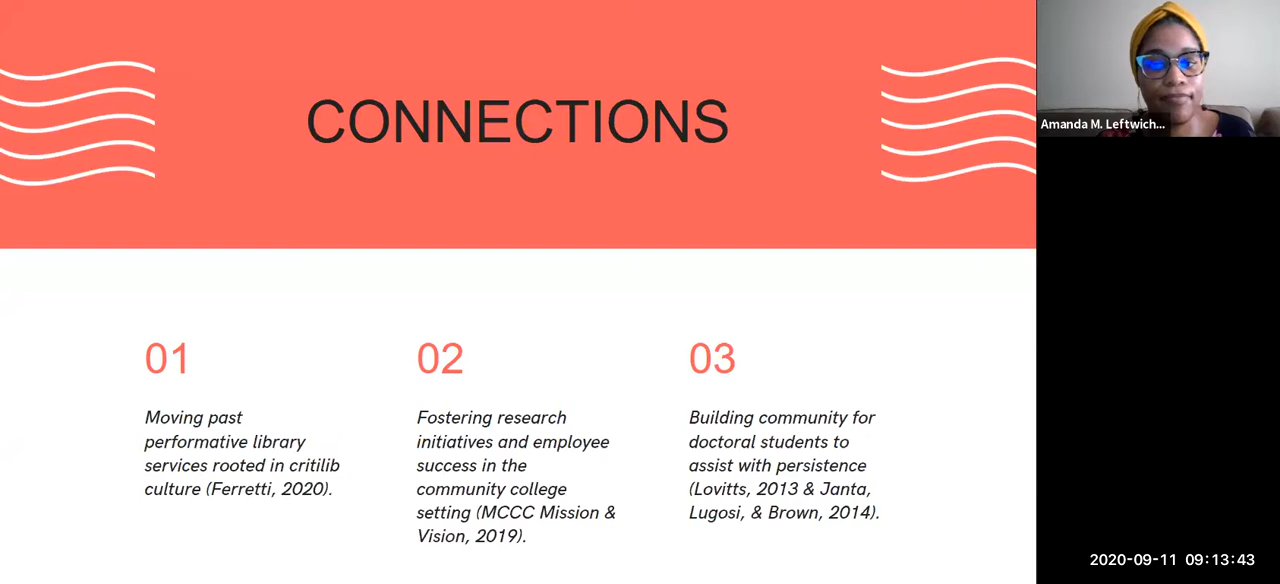 CONNECTIONS
Amanda M. Leftwich...
01
Moving past
performative library
services rooted in critilib
culture (Ferretti, 2020).
02
Fostering research
initiatives and employee
success in the
community college
setting (MCCC Mission &
Vision, 2019).
03
Building community for
doctoral students to
assist with persistence
(Lovitts, 2013 & Janta,
Lugosi, & Brown, 2014).
2020-09-11 09:13:43